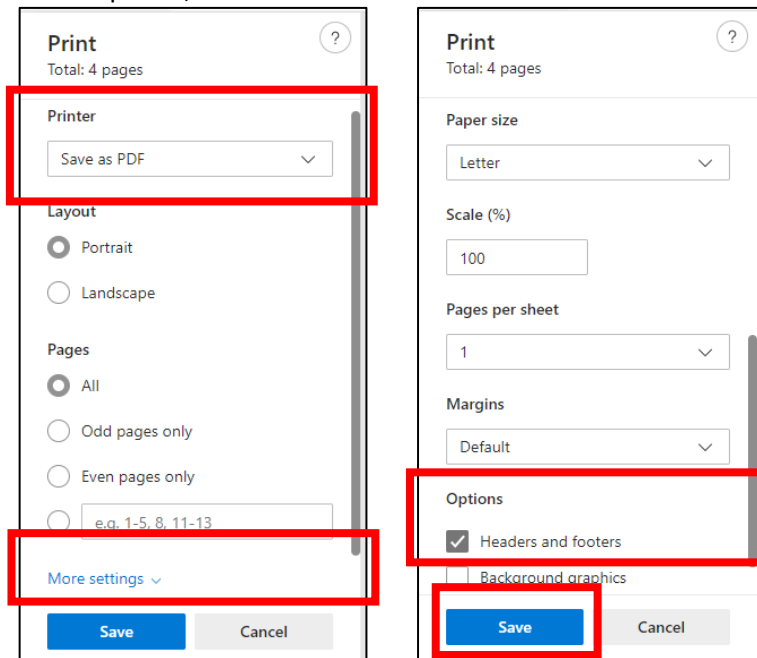 Print
?
Total: 4 pages
Printer
Save as PDF
Layout
Portrait
Landscape
Pages
All
Odd pages only
Even pages only
e.g. 1-5, 8, 11-13
More settings
Save
Cancel
Print
?
Total: 4 pages
Paper size
Letter
Scale (%)
100
Pages per sheet
1
Margins
Default
Options
Headers and footers
Background graphics
Save
Cancel